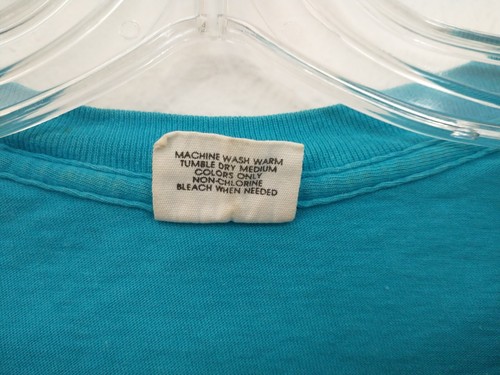 MACHINE WASH WARM
TUMBLE DRY MEDIUM
COLORS ONLY
NON-CHLORINE
BLEACH WHEN NEEDED